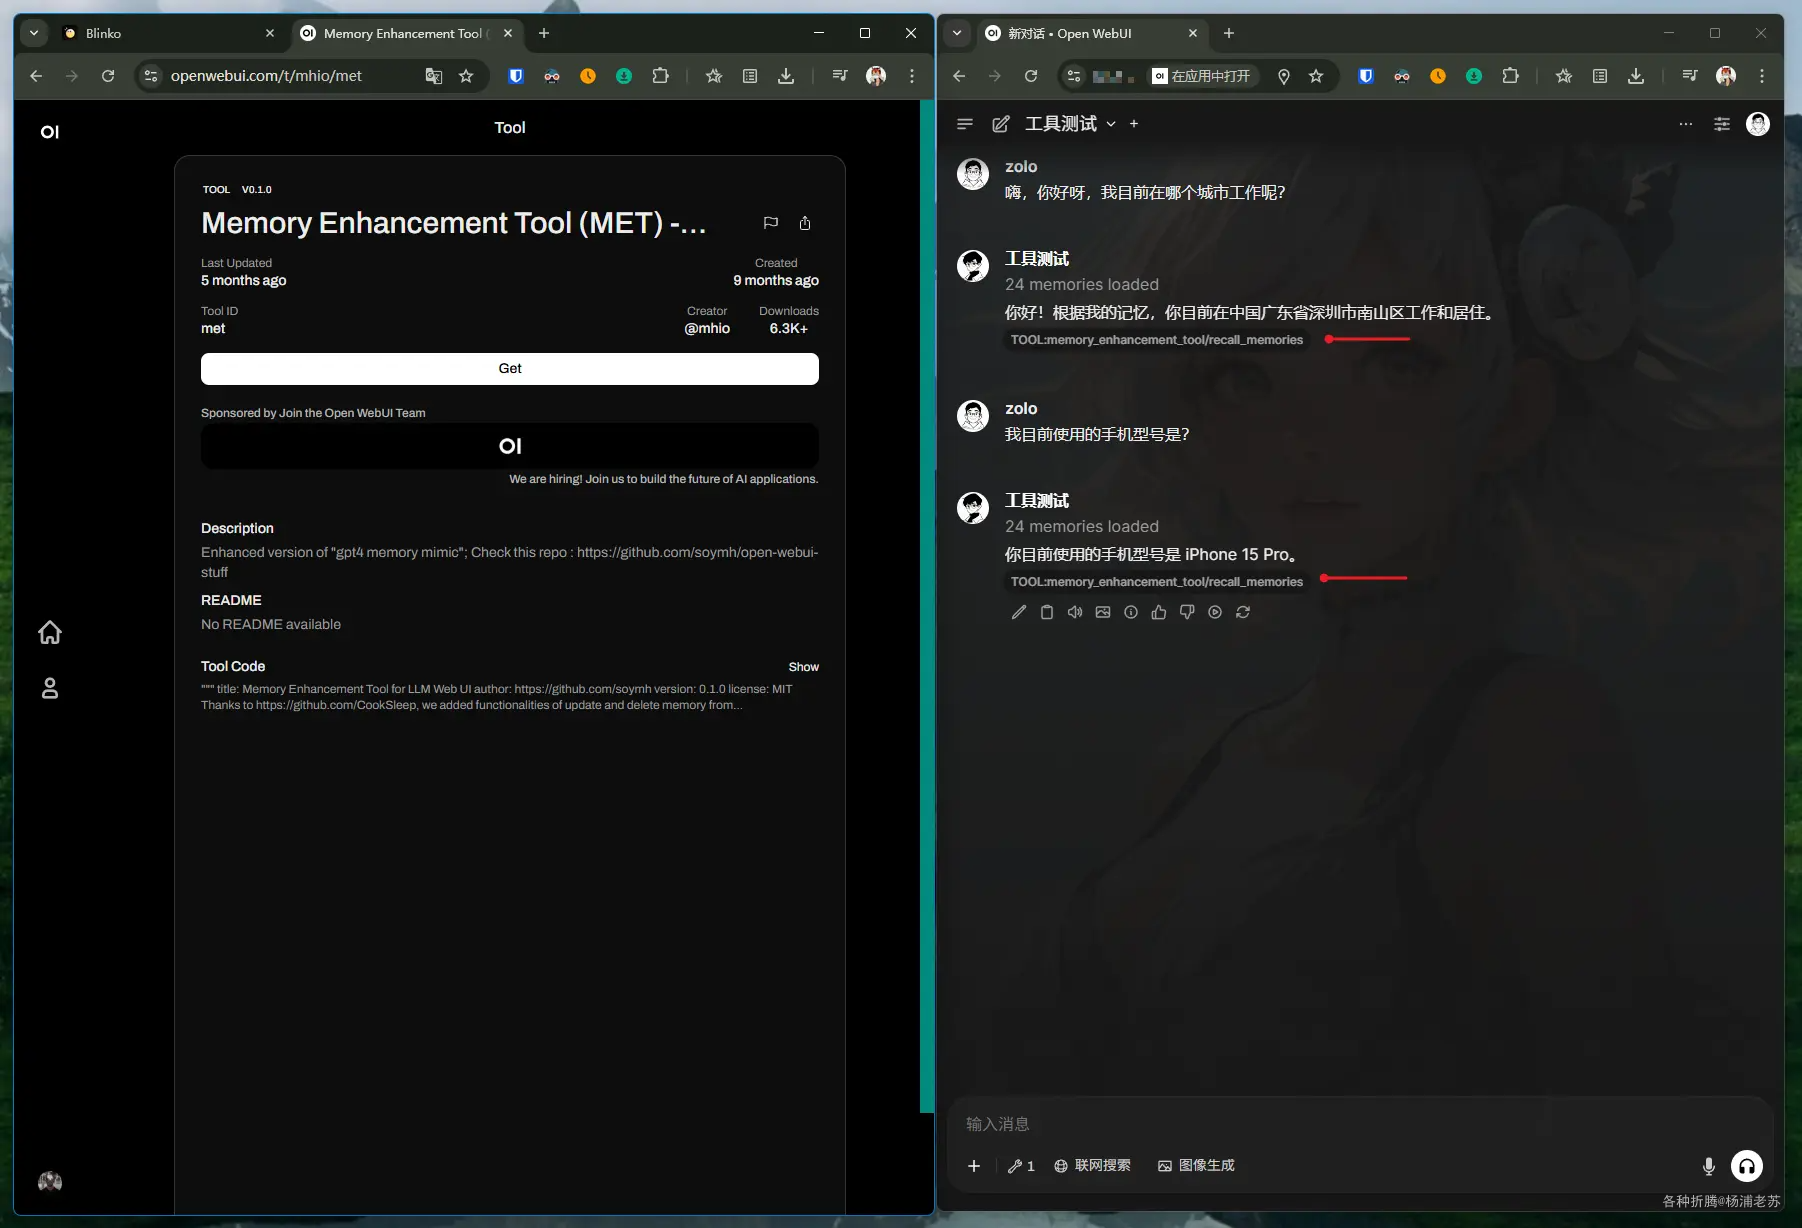 Blinko
Memory Enhancement Tool (
openwebui.com/t/mhio/met
OI
Tool
TOOL V0.1.0
Memory Enhancement Tool (MET) -...
Last Updated
Created
5 months ago
9 months ago
Tool ID
Creator
Downloads
met
@mhio
6.3K+
Get
Sponsored by Join the Open WebUI Team
OI
We are hiring! Join us to build the future of AI applications.
Description
Enhanced version of "gpt4 memory mimic"; Check this repo : https://github.com/soymh/open-webui-
stuff
README
No README available
Tool Code
Show
""" title: Memory Enhancement Tool for LLM Web UI author: https://github.com/soymh version: 0.1.0 license: MIT
Thanks to https://github.com/CookSleep, we added functionalities of update and delete memory from...
新对话 • Open WebUI
在应用中打开
工具测试
zolo
嗨，你好呀，我目前在哪个城市工作呢？
工具测试
24 memories loaded
你好！根据我的记忆，你目前在中国广东省深圳市南山区工作和居住。
TOOL:memory_enhancement_tool/recall_memories
zolo
我目前使用的手机型号是？
工具测试
24 memories loaded
你目前使用的手机型号是 iPhone 15 Pro。
TOOL:memory_enhancement_tool/recall_memories
输入消息
1
联网搜索
图像生成
各种折腾@杨浦老苏